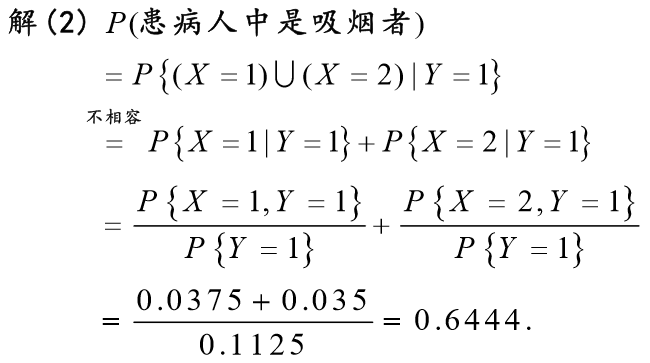 解(2) P(患病人中是吸烟者)
= P{(X = 1)⋃(X = 2) | Y = 1}
不相容
= P{X = 1 | Y = 1} + P{X = 2 | Y = 1}
= P{X = 1, Y = 1} / P{Y = 1} + P{X = 2, Y = 1} / P{Y = 1}
= (0.0375 + 0.035) / 0.1125 = 0.6444.